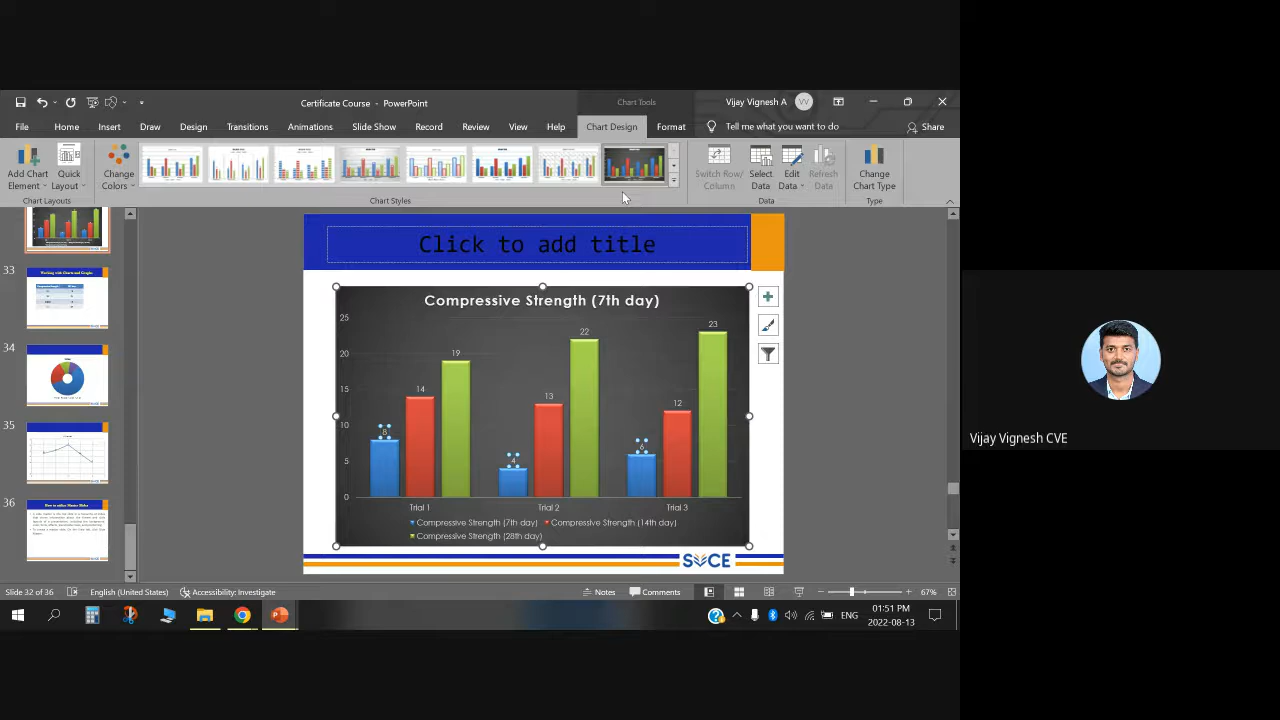 Certificate Course - PowerPoint
Chart Tools
Vijay Vignesh A
VV
File
Home
Insert
Draw
Design
Transitions
Animations
Slide Show
Record
Review
View
Help
Chart Design
Format
Tell me what you want to do
Share
Add Chart Element
Quick Layout
Change Colors
Switch Row/
Column
Select Data
Edit Data
Refresh Data
Change Chart Type
Chart Layouts
Chart Styles
Data
Type
33
Working with Charts and Graphs
34
35
36
Click to add title
Compressive Strength (7th day)
25
20
15
10
5
0
8
14
19
4
13
22
6
12
23
Trial 1
Trial 2
Trial 3
Compressive Strength (7th day)
Compressive Strength (14th day)
Compressive Strength (28th day)
SVCE
Slide 32 of 36
English (United States)
Accessibility: Investigate
Notes
Comments
67%
ENG
01:51 PM
2022-08-13
Vijay Vignesh CVE